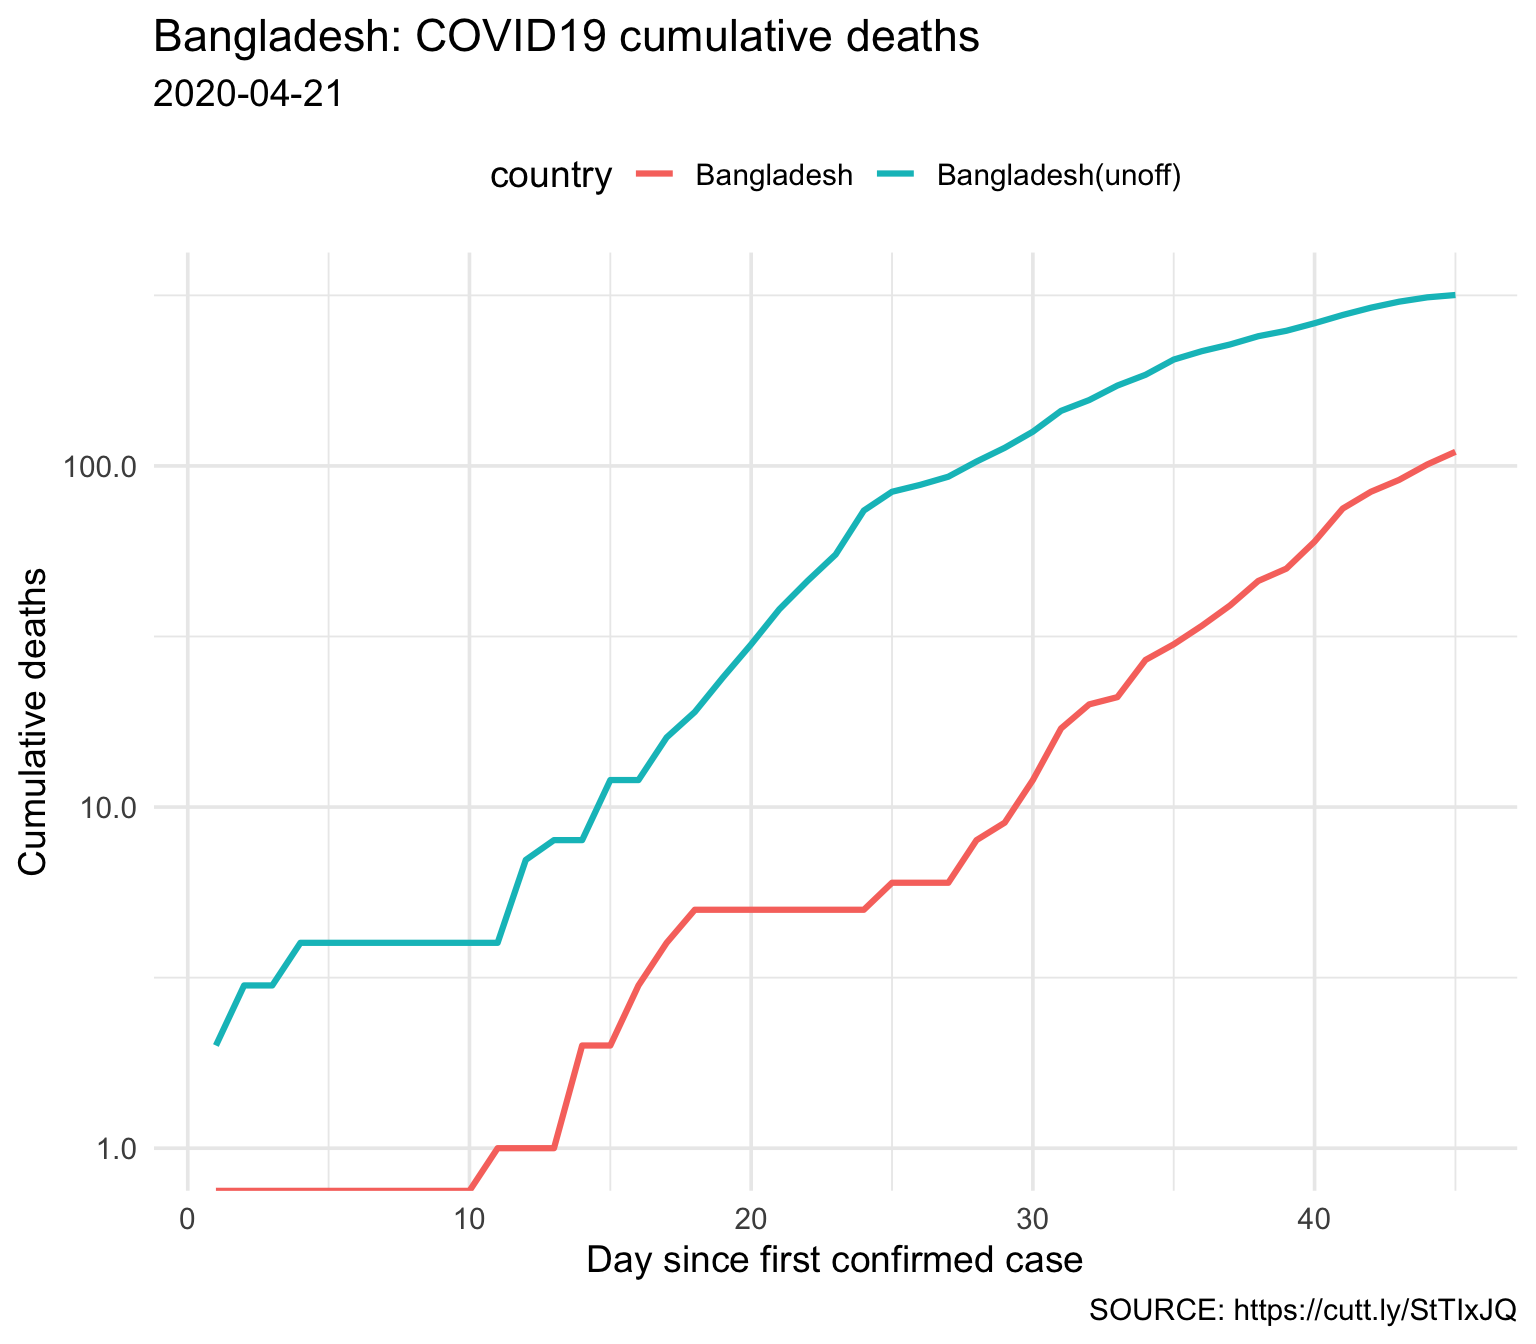 Bangladesh: COVID19 cumulative deaths
2020-04-21
country Bangladesh Bangladesh(unoff)
Cumulative deaths
100.0
10.0
1.0
0 10 20 30 40
Day since first confirmed case
SOURCE: https://cutt.ly/StTIxJQ